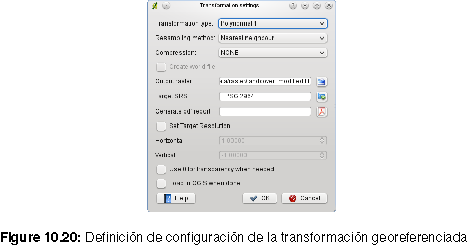 Transformation settings
Transformation type: Polynomial 1
Resampling method: Nearest neighbour
Compression: NONE
Create world file
Output raster
Target SRS
Generate pdf report
Set Target Resolution
Horizontal 1.00000
Vertical
Use 0 for transparency when needed
Load in QGIS when done
Help OK Cancel
Figure 10.20: Definición de configuración de la transformación georeferenciada